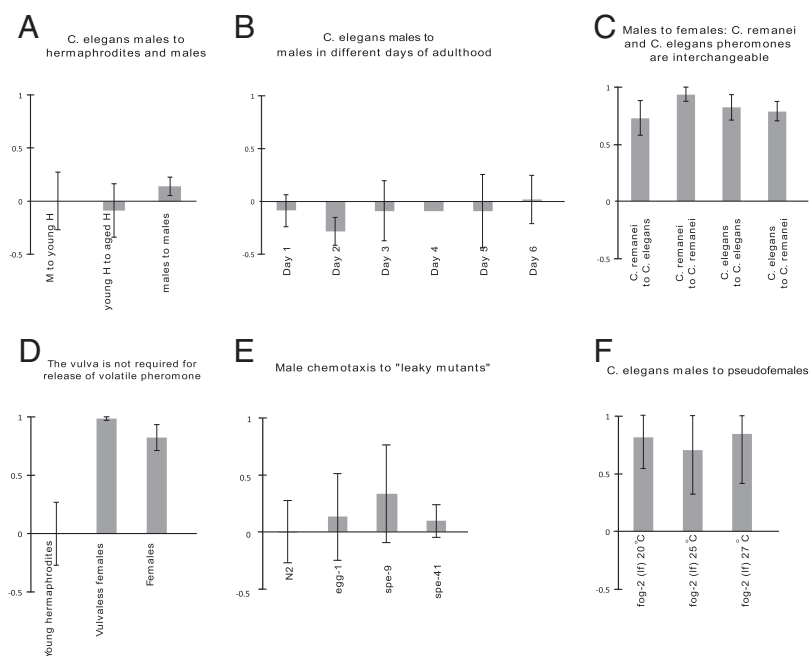 A
C. elegans males to
hermaphrodites and males
1
0.5
0
-0.5
M to young H
young H to aged H
males to males
B
C. elegans males to
males in different days of adulthood
1
0.5
0
-0.5
Day 1
Day 2
Day 3
Day 4
Day 5
Day 6
C
Males to females: C. remanei
and C. elegans pheromones
are interchangeable
1
0.5
0
-0.5
C. remanei
to C. elegans
C. remanei
to C. remanei
C. elegans
to C. elegans
C. elegans
to C. remanei
D
The vulva is not required for
release of volatile pheromone
1
0.5
0
-0.5
Young hermaphrodites
Vulvaless females
Females
E
Male chemotaxis to "leaky mutants"
1
0.5
0
-0.5
N2
egg-1
spe-9
spe-41
F
C. elegans males to pseudofemales
1
0.5
0
-0.5
fog-2 (lf) 20°C
fog-2 (lf) 25°C
fog-2 (lf) 27°C